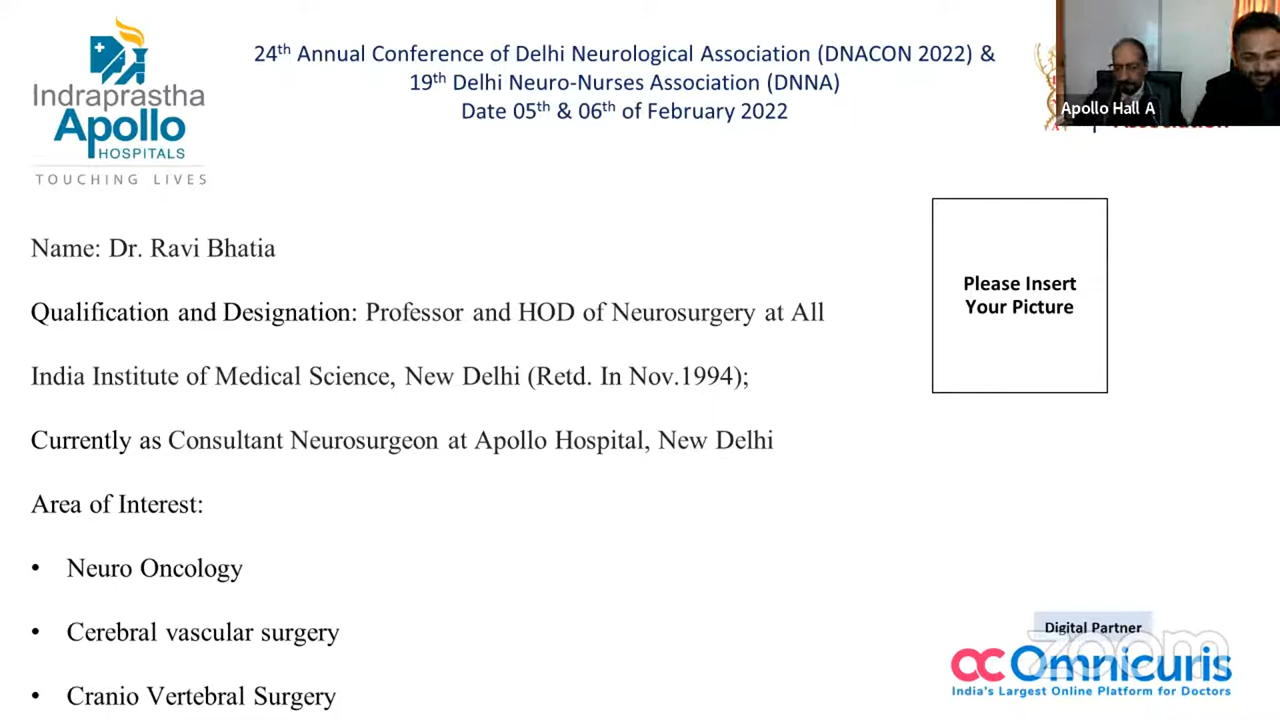 24th Annual Conference of Delhi Neurological Association (DNACON 2022) &
19th Delhi Neuro-Nurses Association (DNNA)
Date 05th & 06th of February 2022
Indraprastha
Apollo
HOSPITALS
TOUCHING LIVES
Apollo Hall A
Name: Dr. Ravi Bhatia
Qualification and Designation: Professor and HOD of Neurosurgery at All
India Institute of Medical Science, New Delhi (Retd. In Nov.1994);
Currently as Consultant Neurosurgeon at Apollo Hospital, New Delhi
Area of Interest:
• Neuro Oncology
• Cerebral vascular surgery
• Cranio Vertebral Surgery
Please Insert
Your Picture
Digital Partner
zoom
Omnicuris
India's Largest Online Platform for Doctors